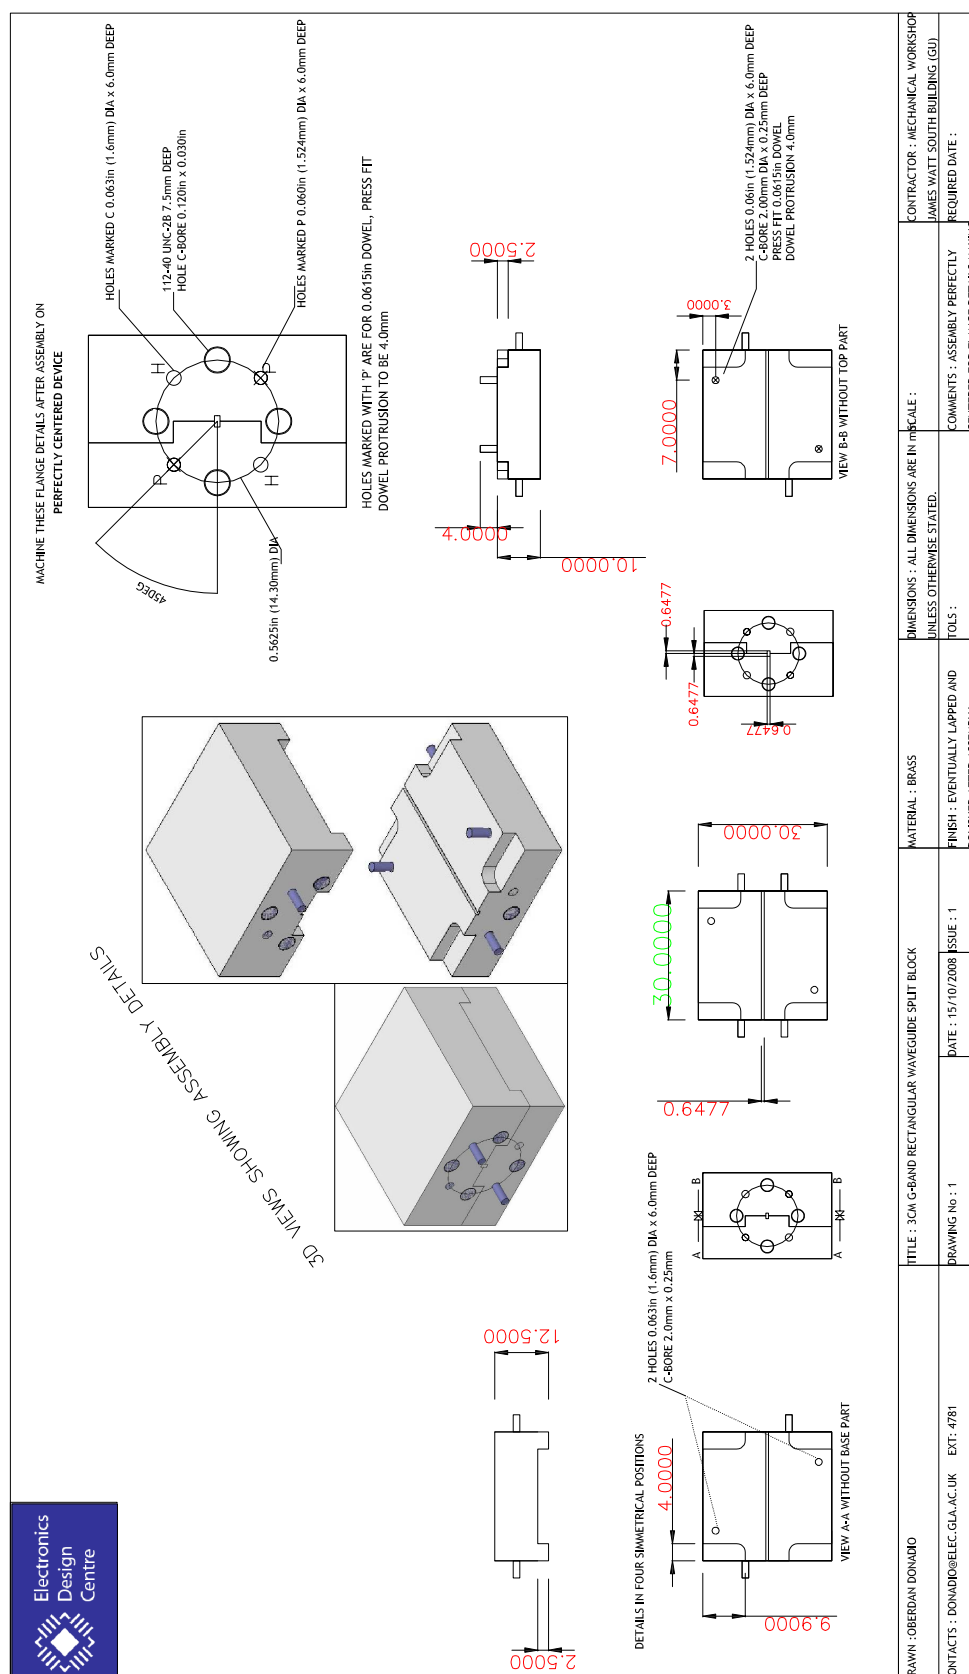 Electronics
Design
Centre
3D VIEWS SHOWING ASSEMBLY DETAILS
MACHINE THESE FLANGE DETAILS AFTER ASSEMBLY ON
PERFECTLY CENTERED DEVICE
HOLES MARKED C 0.063in (1.6mm) DIA x 6.0mm DEEP
112-40 UNC-2B 7.5mm DEEP
HOLE C-BORE 0.120in x 0.030in
HOLES MARKED P 0.060in (1.524mm) DIA x 6.0mm DEEP
45DEG
0.5625in (14.30mm) DIA
P
H
H
HOLES MARKED WITH 'P' ARE FOR 0.0615in DOWEL, PRESS FIT
DOWEL PROTRUSION TO BE 4.0mm
2.5000
12.5000
4.0000
10.0000
2.5000
DETAILS IN FOUR SIMMETRICAL POSITIONS
4.0000
9.9000
2 HOLES 0.063in (1.6mm) DIA x 6.0mm DEEP
C-BORE 2.0mm x 0.25mm
VIEW A-A WITHOUT BASE PART
A
B
A
B
0.6477
30.0000
30.0000
0.6477
0.6477
0.6477
7.0000
3.0000
2 HOLES 0.06in (1.524mm) DIA x 6.0mm DEEP
C-BORE 2.00mm DIA x 0.25mm DEEP
PRESS FIT 0.0615in DOWEL
DOWEL PROTRUSION 4.0mm
VIEW B-B WITHOUT TOP PART
RAWN :OBERDAN DONADIO
ONTACTS : DONADIO@ELEC.GLA.AC.UK EXT: 4781
TITLE : 3CM G-BAND RECTANGULAR WAVEGUIDE SPLIT BLOCK
DRAWING No : 1
DATE : 15/10/2008
ISSUE : 1
MATERIAL : BRASS
FINISH : EVENTUALLY LAPPED AND
DIMENSIONS : ALL DIMENSIONS ARE IN mm
UNLESS OTHERWISE STATED.
TOLS :
SCALE :
COMMENTS : ASSEMBLY PERFECTLY
CONTRACTOR : MECHANICAL WORKSHOP
JAMES WATT SOUTH BUILDING (GU)
REQUIRED DATE :